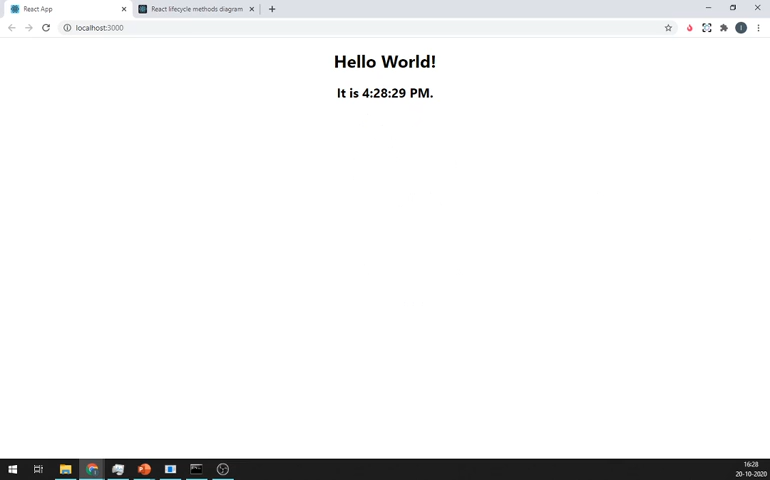 React App
React lifecycle methods diagram
localhost:3000
Hello World!
It is 4:28:29 PM.
16:28
20-10-2020